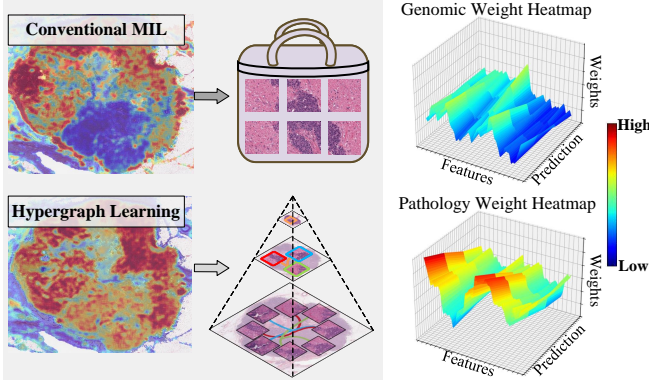 Conventional MIL
Hypergraph Learning
Genomic Weight Heatmap
Weights
Features
Prediction
High
Low
Pathology Weight Heatmap
Weights
Features
Prediction